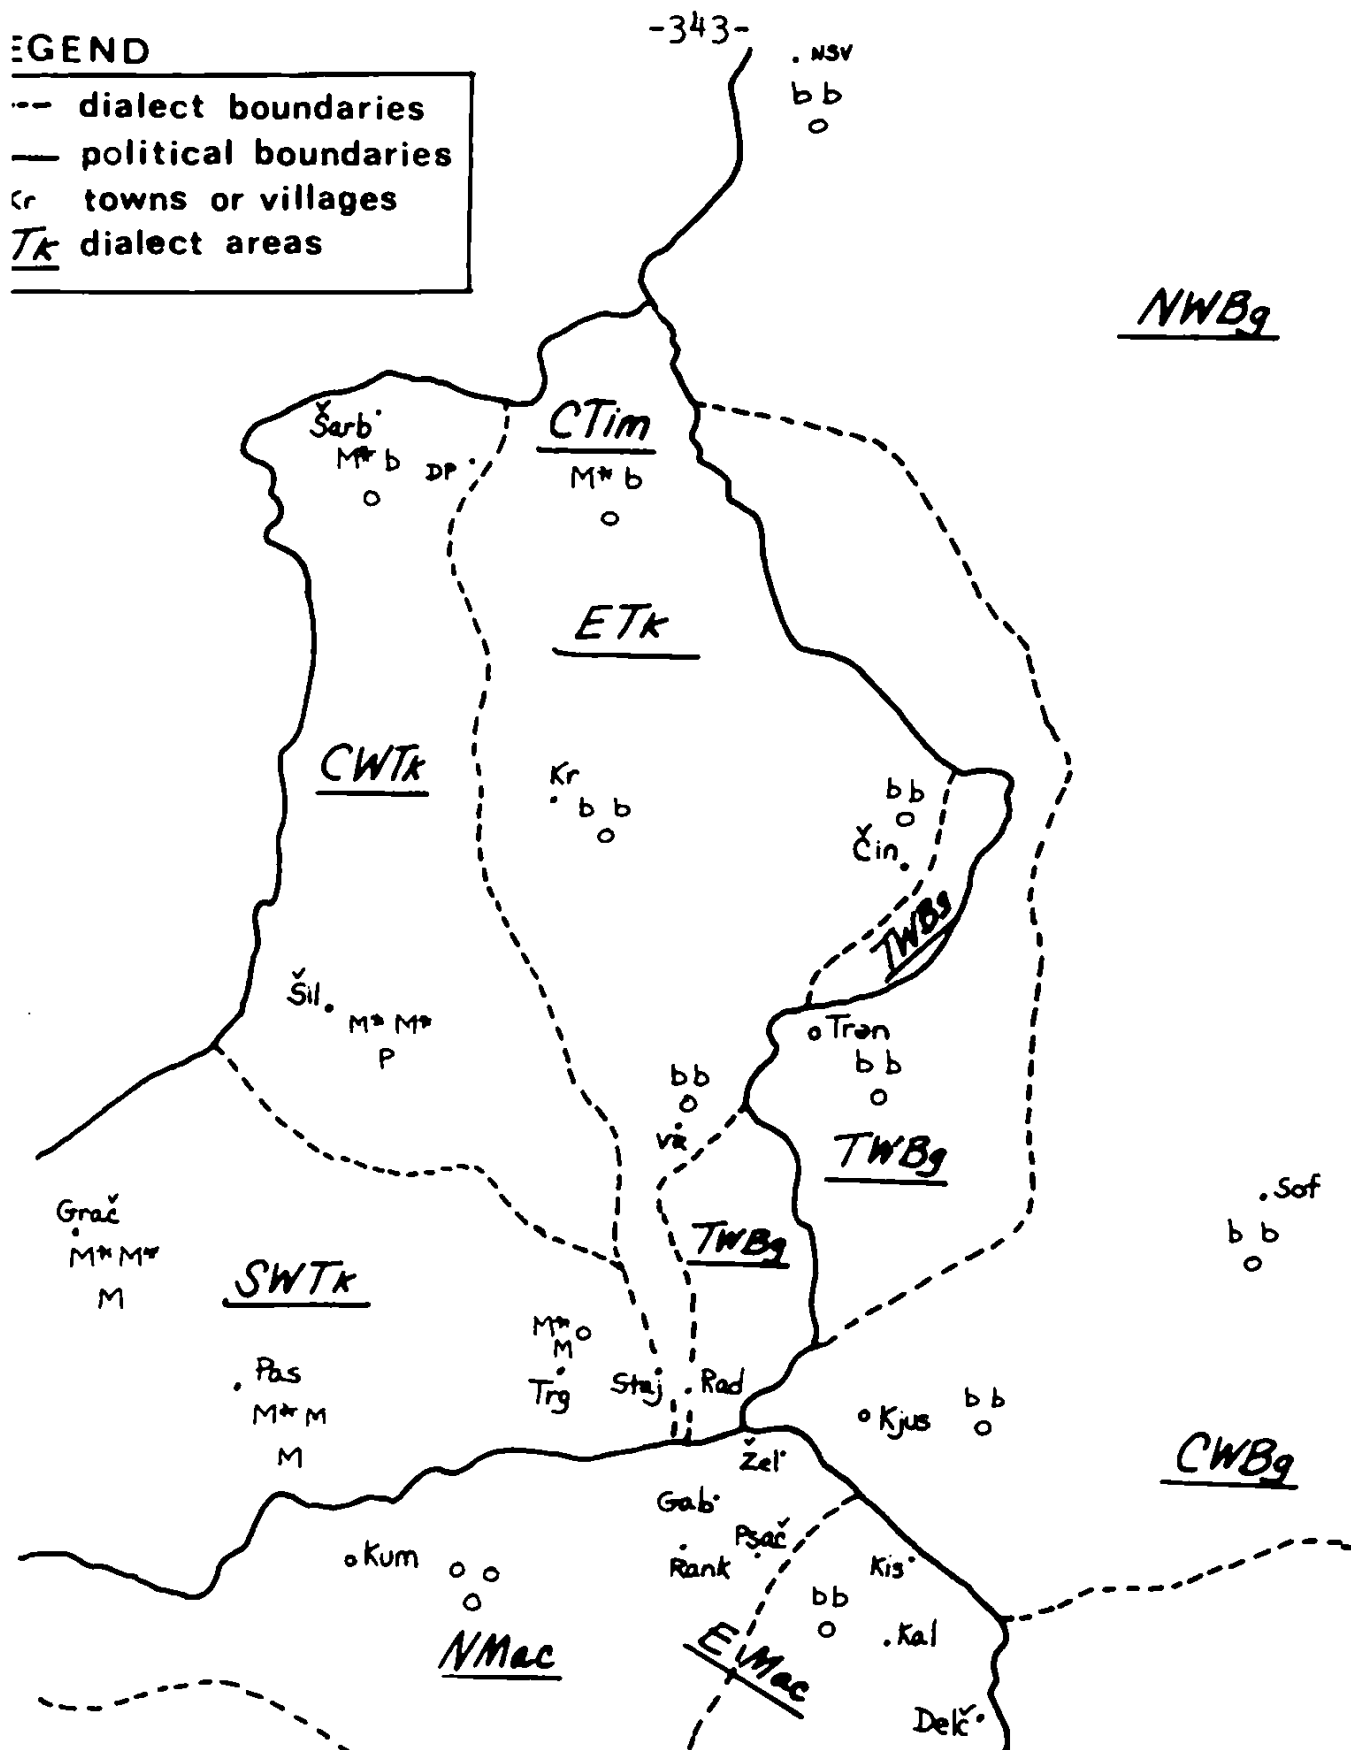 -343-
EGEND
--- dialect boundaries
— political boundaries
Kr towns or villages
Tk dialect areas
NSV
b b
o
NWBg
Šarb
M* b
o
DP
CTim
M* b
o
ETk
CWTk
Kr
b b
o
b b
o
Čin
TWBg
Šil
M* M*
P
Trən
b b
o
b b
o
TWBg
Sof
b b
o
Grač
M* M*
M
TWBg
SWTk
M* o
M
Trg
Staj
Rad
Pas
M* M
M
Kjus
b b
o
CWBg
Žel
Gab
Psač
Rank
Kum
o o
o
Kis
b b
o
Kal
NMac
EMac
Delč